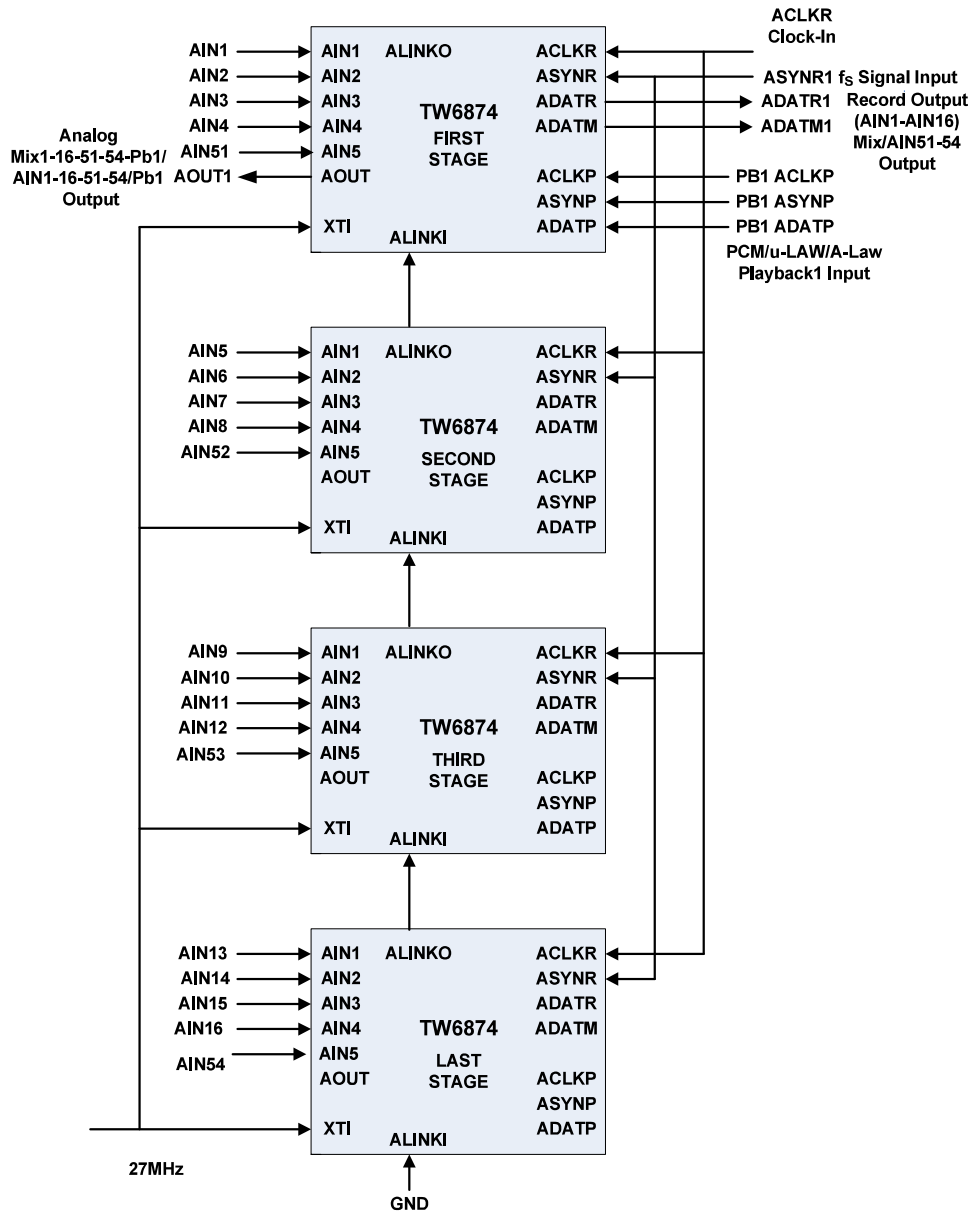 ACLKR
Clock-In
AIN1 AIN1 ALINKO ACLKR
AIN2 AIN2 ASYNR ASYNR1 fS Signal Input
AIN3 AIN3 TW6874 ADATR ADATR1 Record Output
AIN4 AIN4 FIRST ADATM ADATM1 (AIN1-AIN16)
Analog
Mix1-16-51-54-Pb1/ AIN51 AIN5 STAGE Mix/AIN51-54
AIN1-16-51-54/Pb1 AOUT1 AOUT ACLKP PB1 ACLKP Output
Output
ASYNP PB1 ASYNP
XTI ALINKI ADATP PB1 ADATP
PCM/u-LAW/A-Law
Playback1 Input
AIN5 AIN1 ALINKO ACLKR
AIN6 AIN2 ASYNR
AIN7 AIN3 ADATR
AIN8 AIN4 TW6874 ADATM
AIN52 AIN5 SECOND
AOUT STAGE ACLKP
ASYNP
XTI ALINKI ADATP
AIN9 AIN1 ALINKO ACLKR
AIN10 AIN2 ASYNR
AIN11 AIN3 ADATR
AIN12 AIN4 TW6874 ADATM
AIN53 AIN5 THIRD
AOUT STAGE ACLKP
ASYNP
XTI ALINKI ADATP
AIN13 AIN1 ALINKO ACLKR
AIN14 AIN2 ASYNR
AIN15 AIN3 ADATR
AIN16 AIN4 TW6874 ADATM
AIN54 AIN5 LAST
AOUT STAGE ACLKP
ASYNP
XTI ALINKI ADATP
27MHz
GND